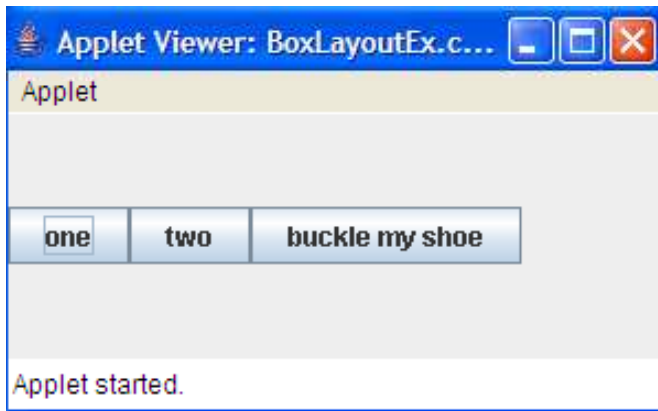 Applet Viewer: BoxLayoutEx.c...
Applet
one two buckle my shoe
Applet started.